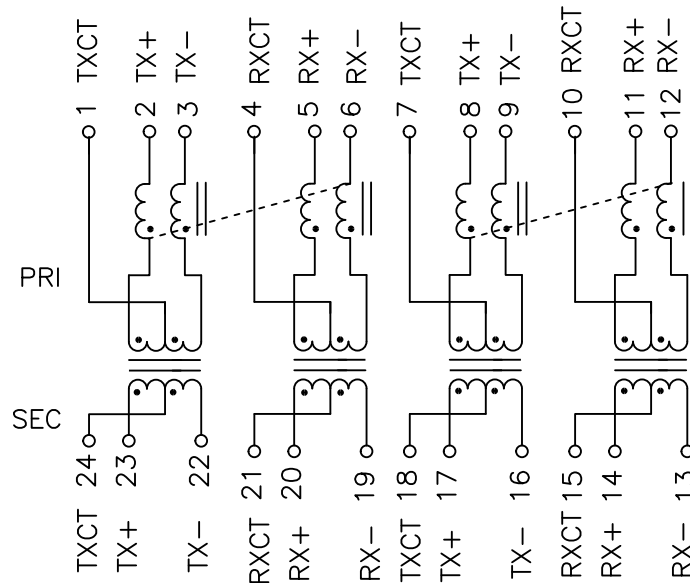 1 TXCT
2 TX+
3 TX-
4 RXCT
5 RX+
6 RX-
7 TXCT
8 TX+
9 TX-
10 RXCT
11 RX+
12 RX-
PRI
SEC
24 TXCT
23 TX+
22 TX-
21 RXCT
20 RX+
19 RX-
18 TXCT
17 TX+
16 TX-
15 RXCT
14 RX+
13 RX-